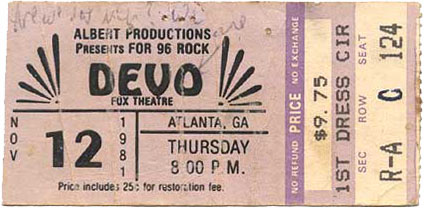 ALBERT PRODUCTIONS
PRESENTS FOR 96 ROCK
DEVO
FOX THEATRE
NOV 12 1981
ATLANTA, GA
THURSDAY
8:00 P.M.
Price includes 25¢ for restoration fee.
NO REFUND PRICE NO EXCHANGE
$9.75
1ST DRESS CIR
SEC ROW SEAT
R-A C 124